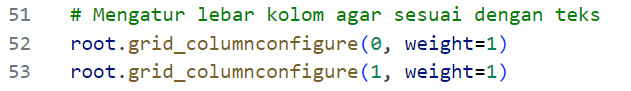 51 # Mengatur lebar kolom agar sesuai dengan teks
52 root.grid_columnconfigure(0, weight=1)
53 root.grid_columnconfigure(1, weight=1)